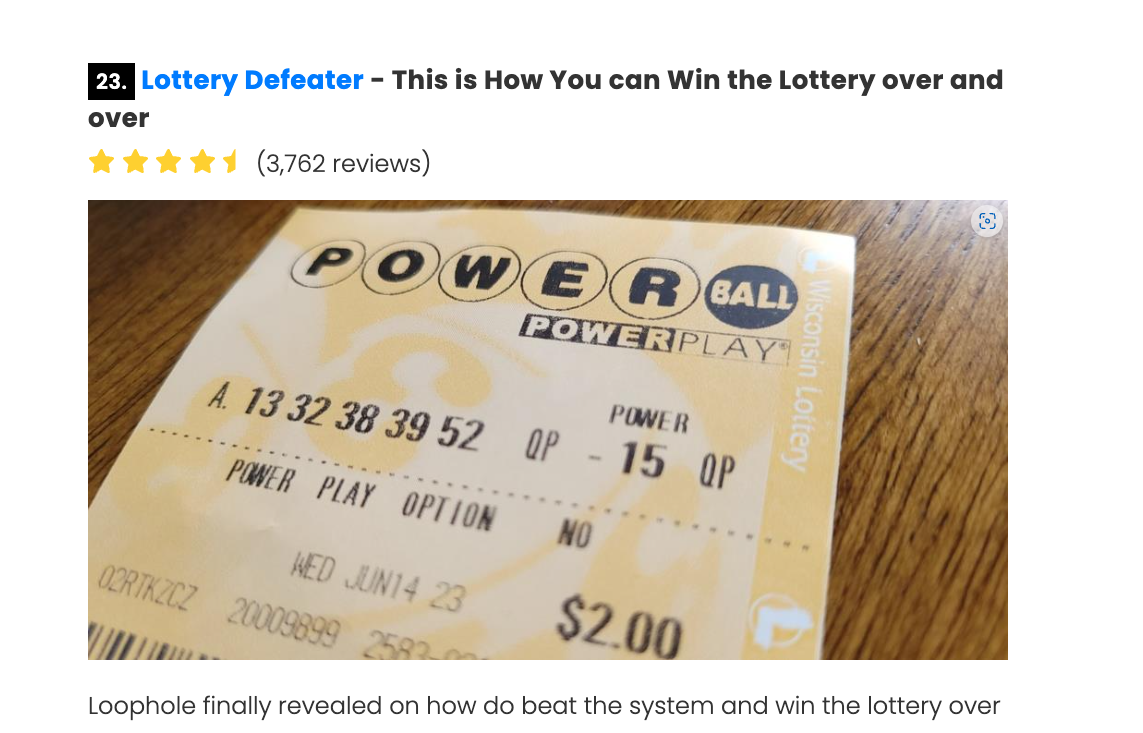 23. Lottery Defeater – This is How You can Win the Lottery over and
over
(3,762 reviews)
POWER BALL
POWERPLAY®
Wisconsin Lottery
POWER
A. 13 32 38 39 52 QP - 15 QP
POWER PLAY OPTION NO
WED JUN14 23
$2.00
02RTKZCZ 20009899
Loophole finally revealed on how do beat the system and win the lottery over